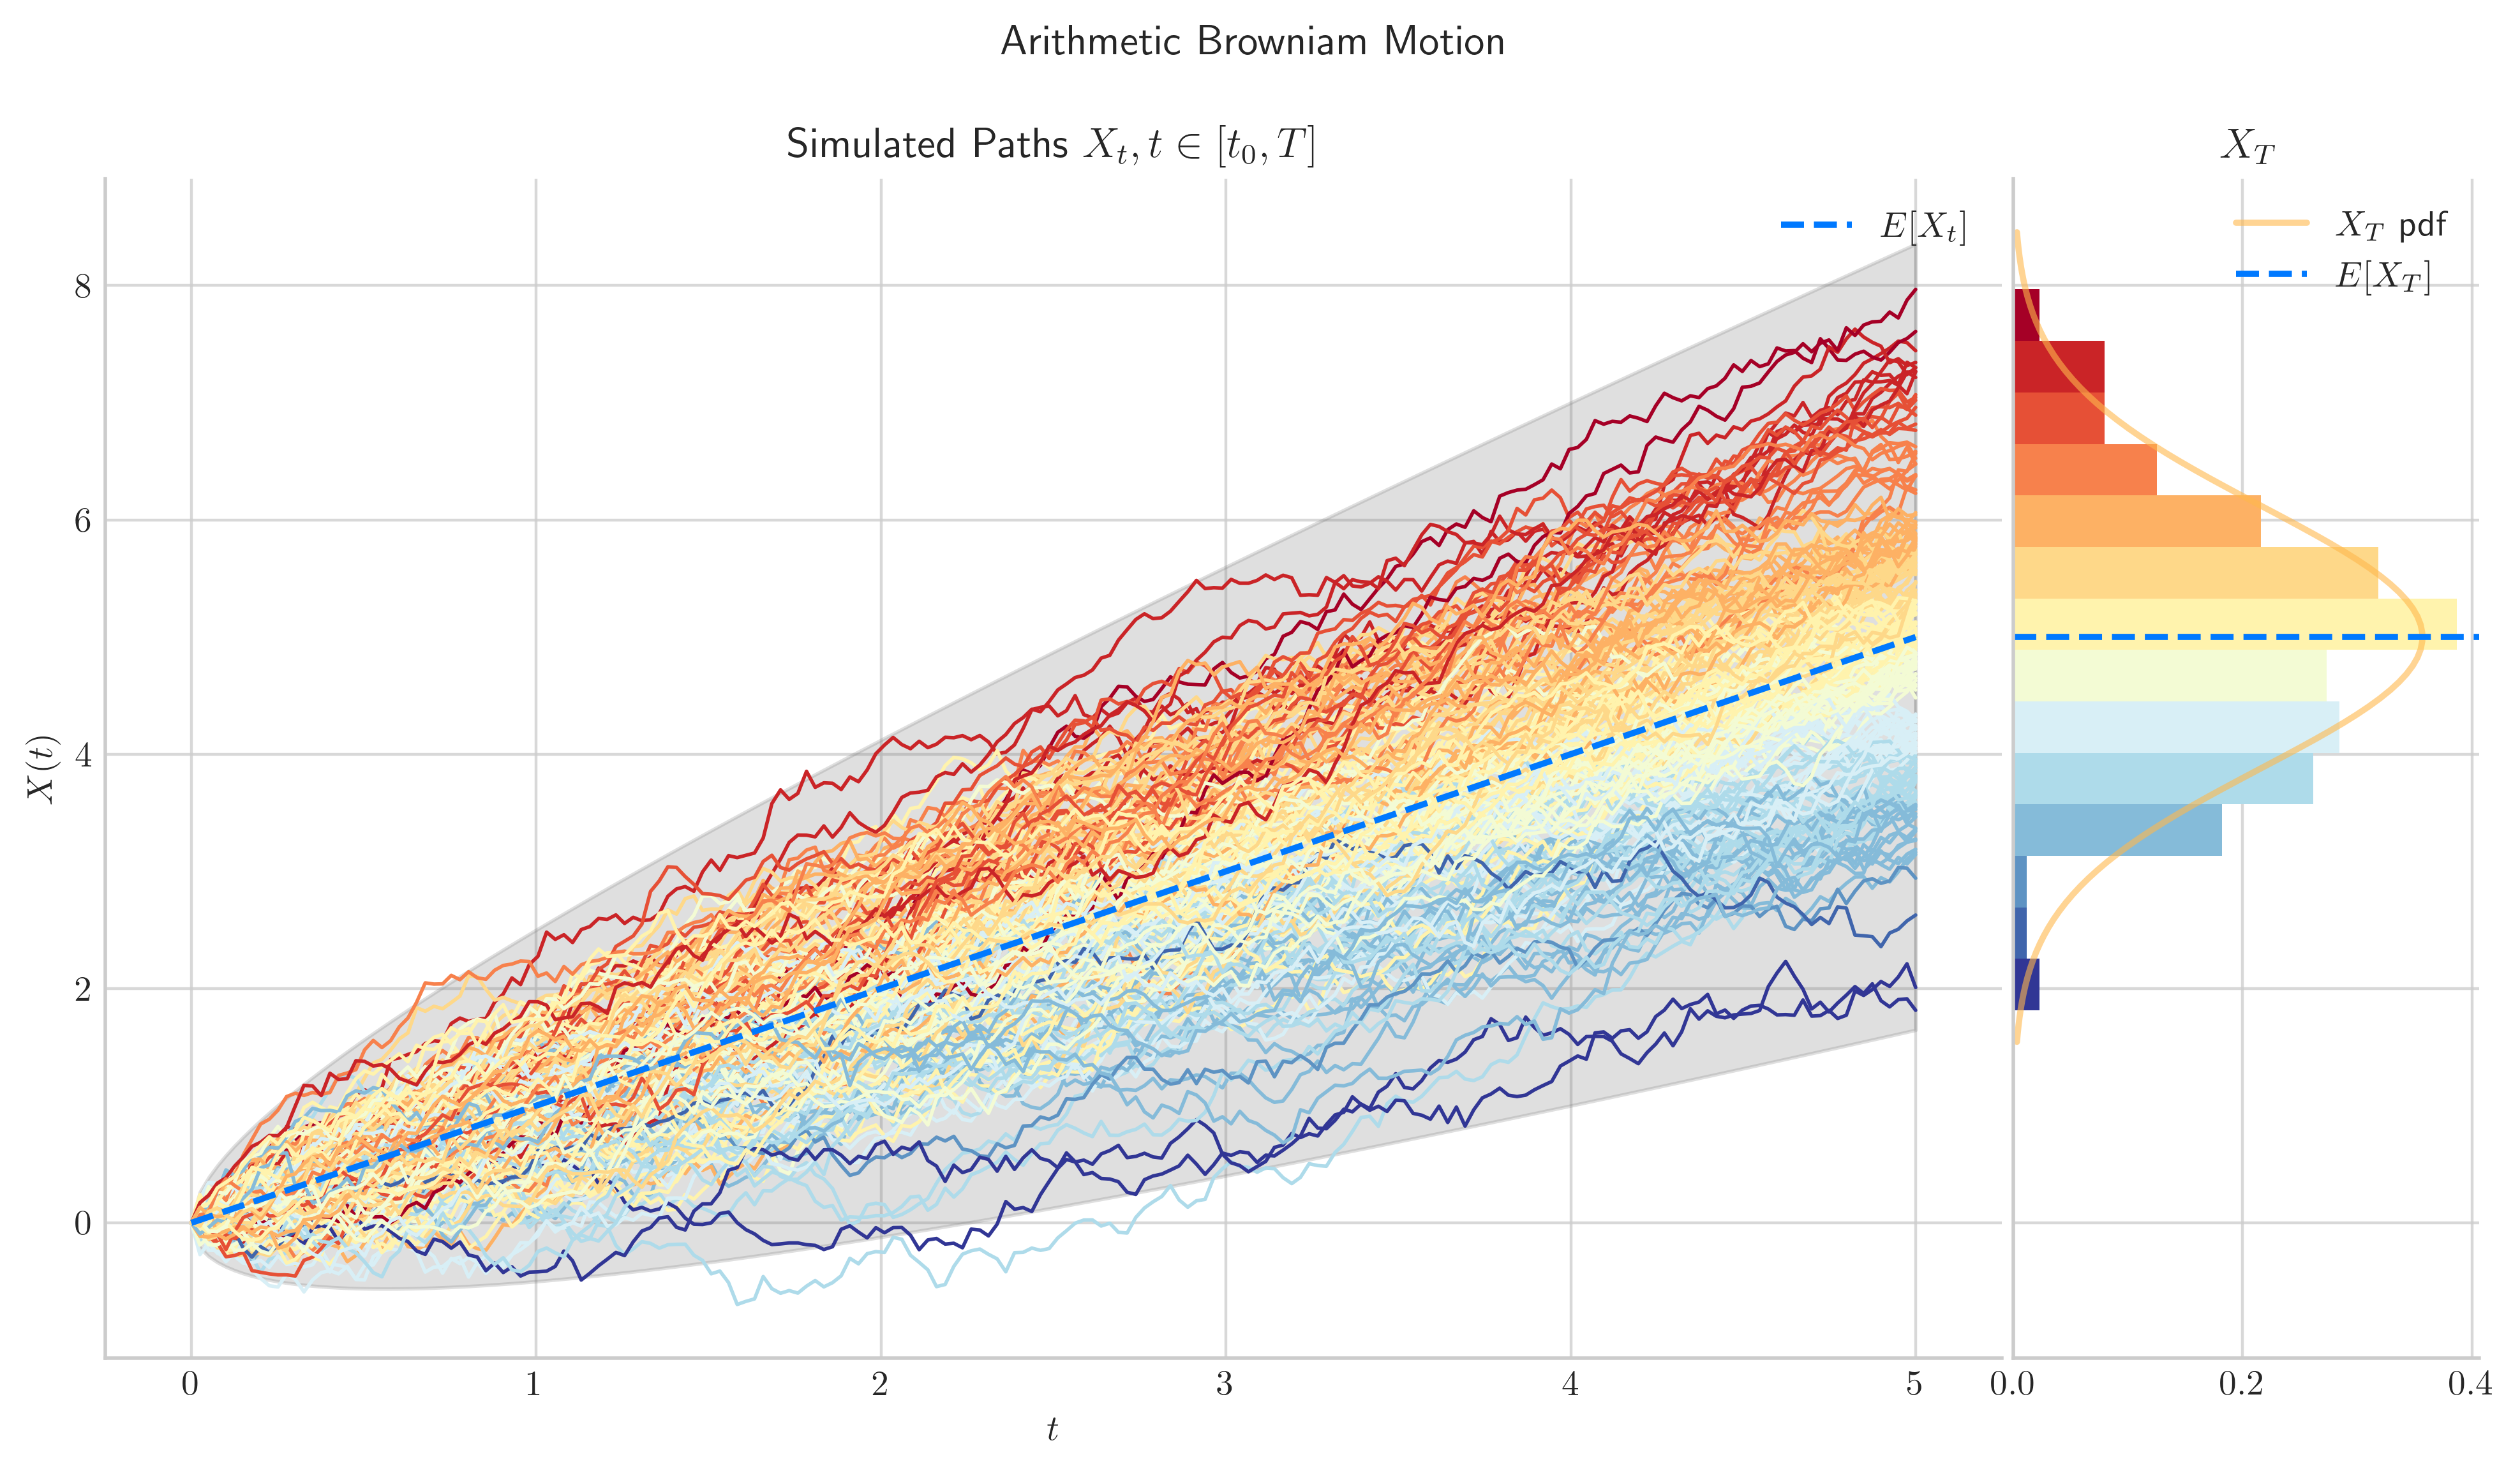 Arithmetic Browniam Motion
Simulated Paths $X_t, t \in [t_0, T]$
$X_T$
$E[X_t]$
$X_T$ pdf
$E[X_T]$
8
6
4
2
0
$X(t)$
0 1 2 3 4 5
0.0 0.2 0.4
$t$